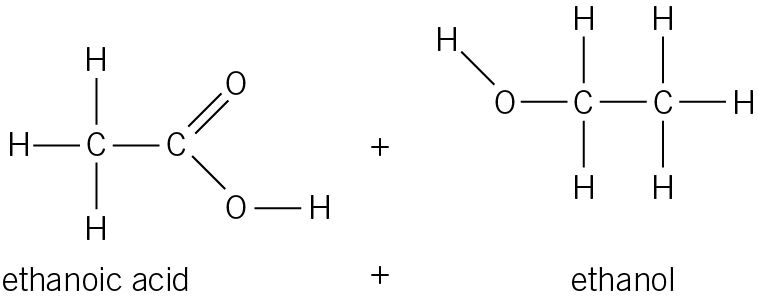 H H H
H O
O C C H
H C C +
O H H H
H
ethanoic acid + ethanol